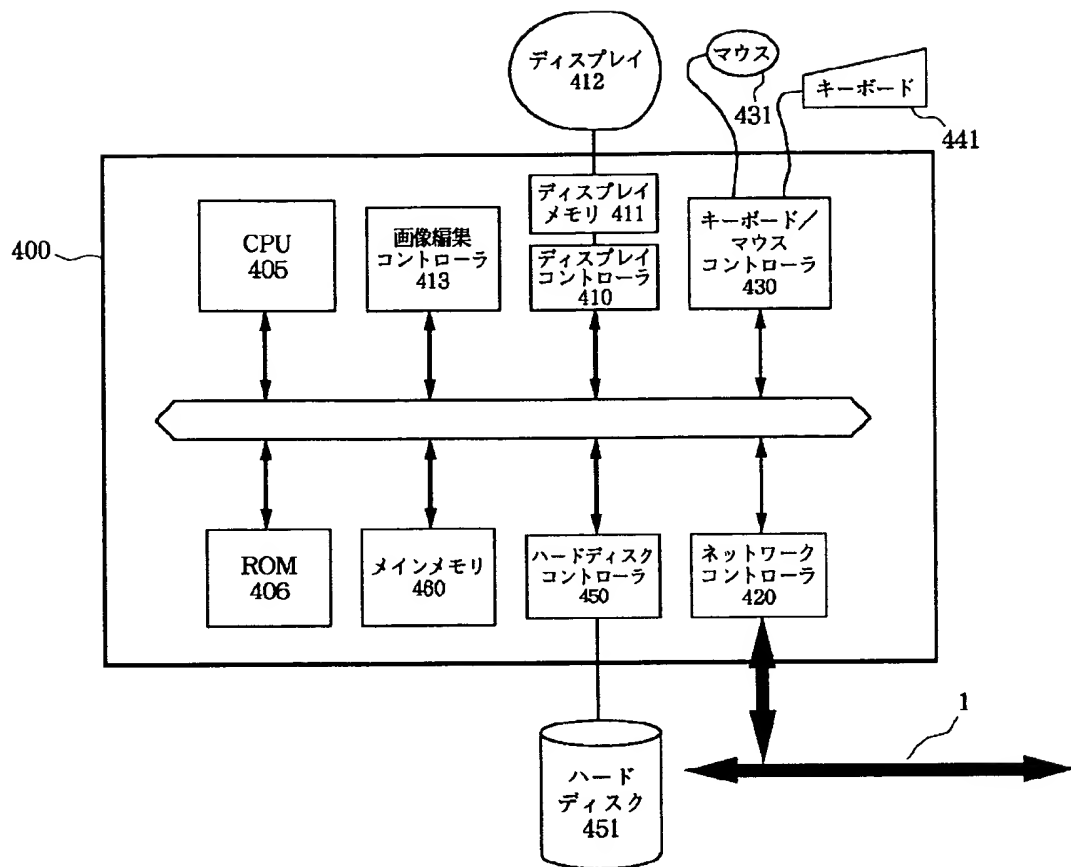 ディスプレイ
412
マウス
431
キーボード
441
400
CPU
405
画像編集
コントローラ
413
ディスプレイ
メモリ 411
ディスプレイ
コントローラ
410
キーボード/
マウス
コントローラ
430
ROM
406
メインメモリ
460
ハードディスク
コントローラ
450
ネットワーク
コントローラ
420
ハード
ディスク
451
1